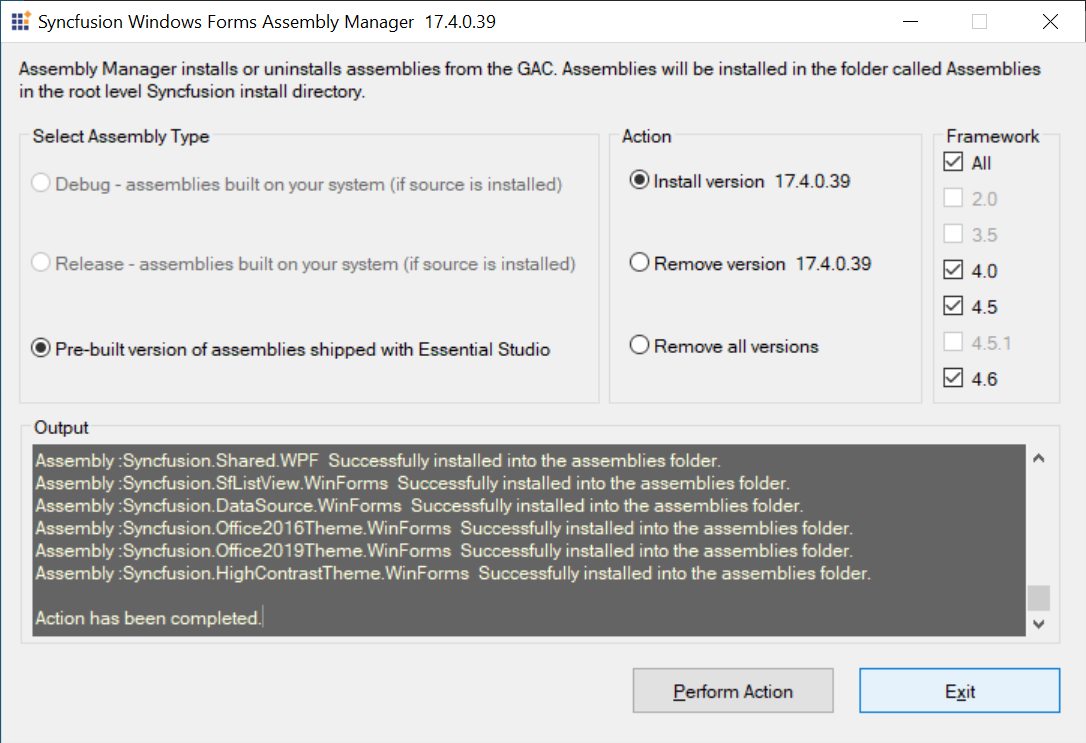 Syncfusion Windows Forms Assembly Manager 17.4.0.39
Assembly Manager installs or uninstalls assemblies from the GAC. Assemblies will be installed in the folder called Assemblies
in the root level Syncfusion install directory.
Select Assembly Type
Debug - assemblies built on your system (if source is installed)
Release - assemblies built on your system (if source is installed)
Pre-built version of assemblies shipped with Essential Studio
Action
Install version 17.4.0.39
Remove version 17.4.0.39
Remove all versions
Framework
All
2.0
3.5
4.0
4.5
4.5.1
4.6
Output
Assembly :Syncfusion.Shared.WPF Successfully installed into the assemblies folder.
Assembly :Syncfusion.SfListView.WinForms Successfully installed into the assemblies folder.
Assembly :Syncfusion.DataSource.WinForms Successfully installed into the assemblies folder.
Assembly :Syncfusion.Office2016Theme.WinForms Successfully installed into the assemblies folder.
Assembly :Syncfusion.Office2019Theme.WinForms Successfully installed into the assemblies folder.
Assembly :Syncfusion.HighContrastTheme.WinForms Successfully installed into the assemblies folder.
Action has been completed.
Perform Action
Exit